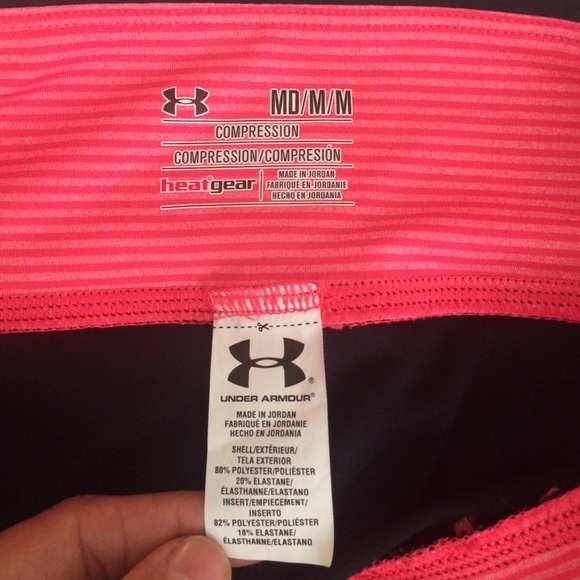 MD/M/M
COMPRESSION
COMPRESSION/COMPRESIÓN
heatgear
MADE IN JORDAN
FABRIQUÉ EN JORDANIE
HECHO EN JORDANIA
UNDER ARMOUR®
MADE IN JORDAN
FABRIQUÉ EN JORDANIE
HECHO EN JORDANIA
SHELL/EXTÉRIEUR/
TELA EXTERIOR
80% POLYESTER/POLIÉSTER
20% ELASTANE/
ÉLASTHANNE/ELASTANO
INSERT/EMPIECEMENT/
INSERTO
82% POLYESTER/POLIÉSTER
18% ELASTANE/
ÉLASTHANNE/ELASTANO